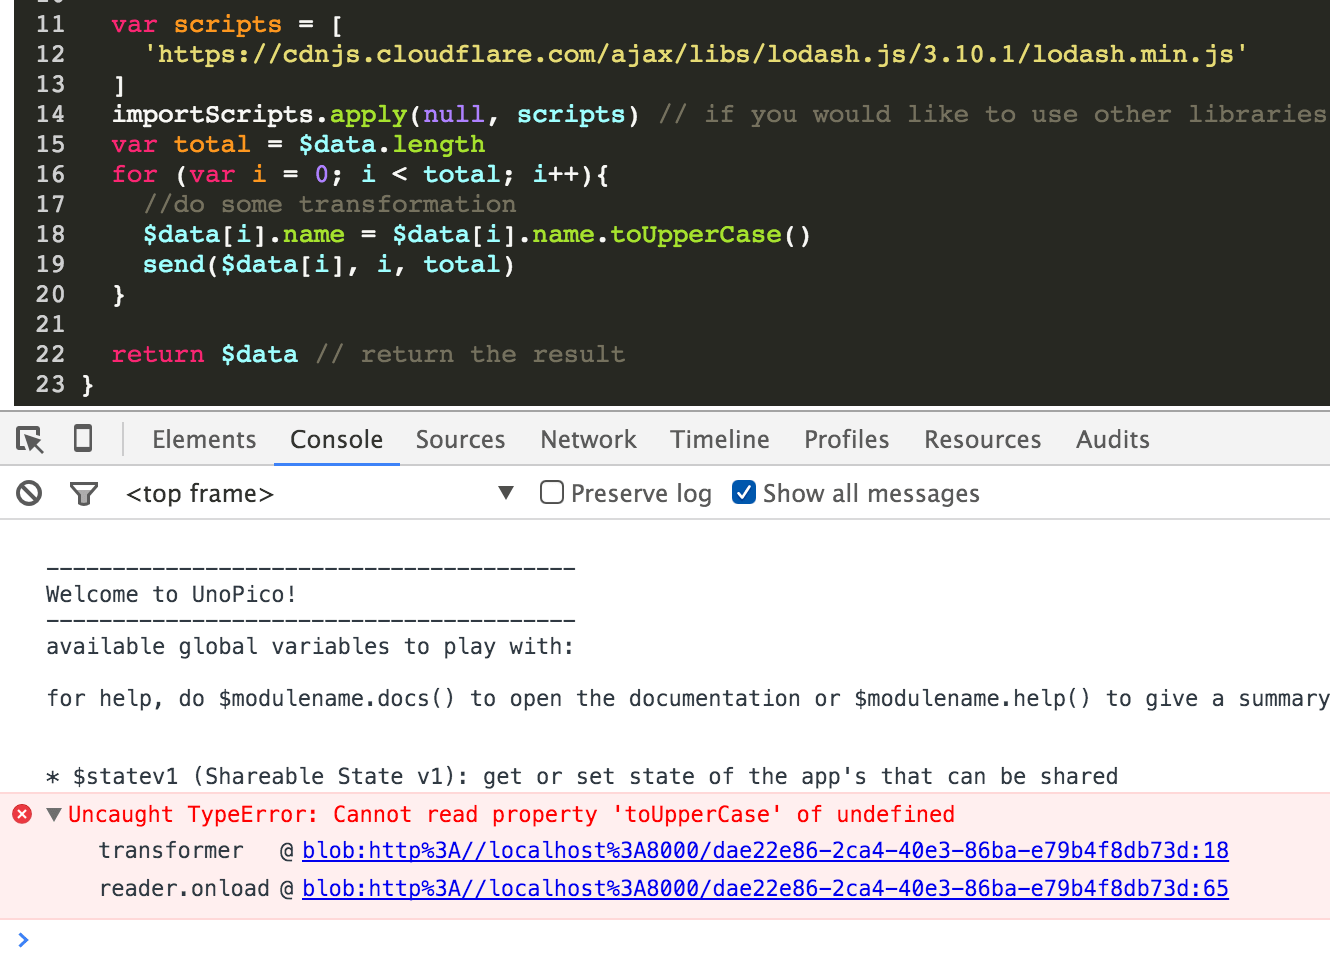 11 var scripts = [
12 'https://cdnjs.cloudflare.com/ajax/libs/lodash.js/3.10.1/lodash.min.js'
13 ]
14 importScripts.apply(null, scripts) // if you would like to use other libraries
15 var total = $data.length
16 for (var i = 0; i < total; i++){
17 //do some transformation
18 $data[i].name = $data[i].name.toUpperCase()
19 send($data[i], i, total)
20 }
21
22 return $data // return the result
23 }
Elements Console Sources Network Timeline Profiles Resources Audits
<top frame> ▼ Preserve log Show all messages
----------------------------------------
Welcome to UnoPico!
----------------------------------------
available global variables to play with:
for help, do $modulename.docs() to open the documentation or $modulename.help() to give a summary
* $statev1 (Shareable State v1): get or set state of the app's that can be shared
▼Uncaught TypeError: Cannot read property 'toUpperCase' of undefined
transformer @ blob:http%3A//localhost%3A8000/dae22e86-2ca4-40e3-86ba-e79b4f8db73d:18
reader.onload @ blob:http%3A//localhost%3A8000/dae22e86-2ca4-40e3-86ba-e79b4f8db73d:65
>